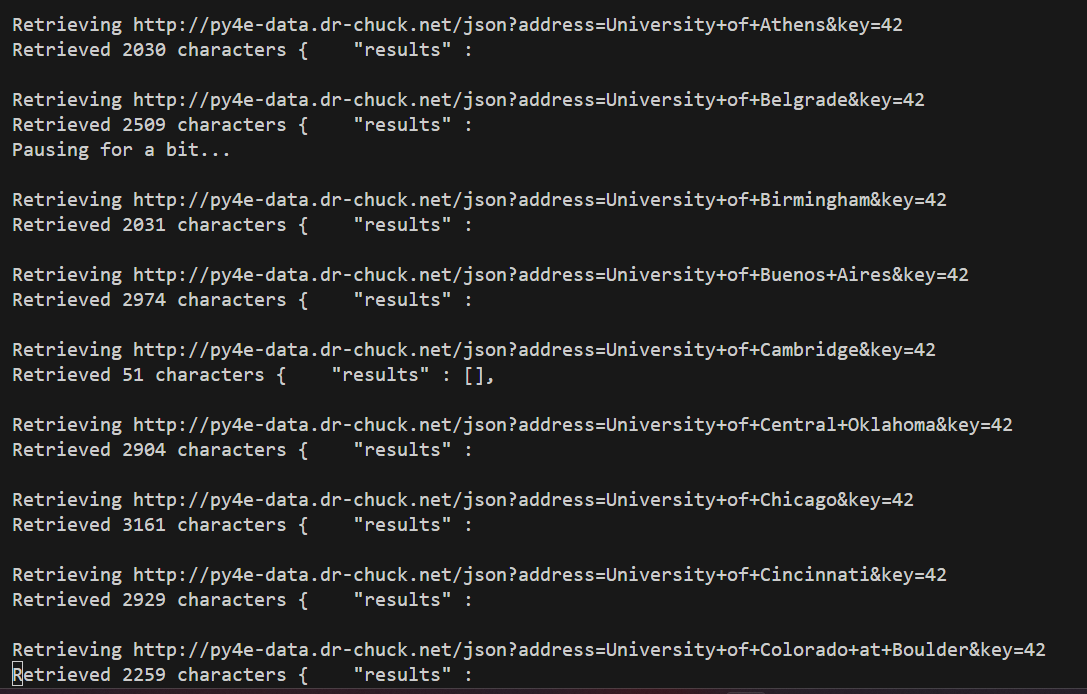 Retrieving http://py4e-data.dr-chuck.net/json?address=University+of+Athens&key=42
Retrieved 2030 characters {    "results" :
Retrieving http://py4e-data.dr-chuck.net/json?address=University+of+Belgrade&key=42
Retrieved 2509 characters {    "results" :
Pausing for a bit...
Retrieving http://py4e-data.dr-chuck.net/json?address=University+of+Birmingham&key=42
Retrieved 2031 characters {    "results" :
Retrieving http://py4e-data.dr-chuck.net/json?address=University+of+Buenos+Aires&key=42
Retrieved 2974 characters {    "results" :
Retrieving http://py4e-data.dr-chuck.net/json?address=University+of+Cambridge&key=42
Retrieved 51 characters {    "results" : [],
Retrieving http://py4e-data.dr-chuck.net/json?address=University+of+Central+Oklahoma&key=42
Retrieved 2904 characters {    "results" :
Retrieving http://py4e-data.dr-chuck.net/json?address=University+of+Chicago&key=42
Retrieved 3161 characters {    "results" :
Retrieving http://py4e-data.dr-chuck.net/json?address=University+of+Cincinnati&key=42
Retrieved 2929 characters {    "results" :
Retrieving http://py4e-data.dr-chuck.net/json?address=University+of+Colorado+at+Boulder&key=42
Retrieved 2259 characters {    "results" :